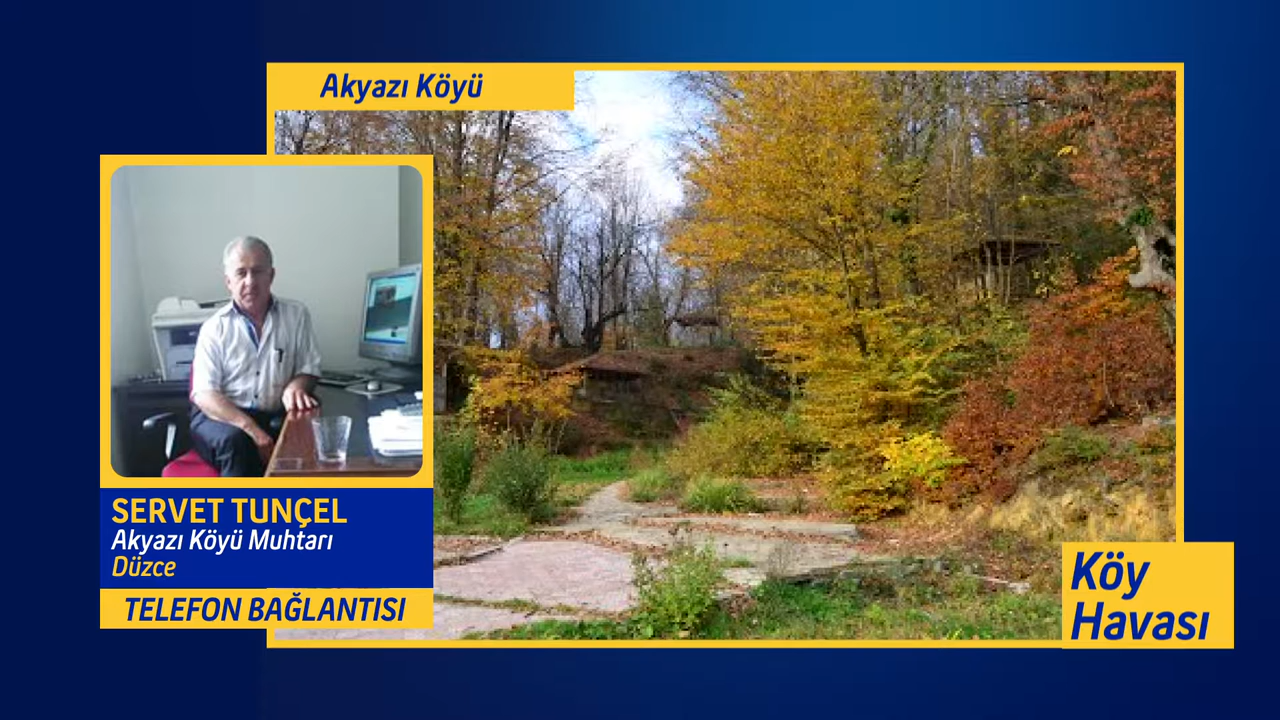 Akyazı Köyü
SERVET TUNÇEL
Akyazı Köyü Muhtarı
Düzce
TELEFON BAĞLANTISI
Köy
Havası